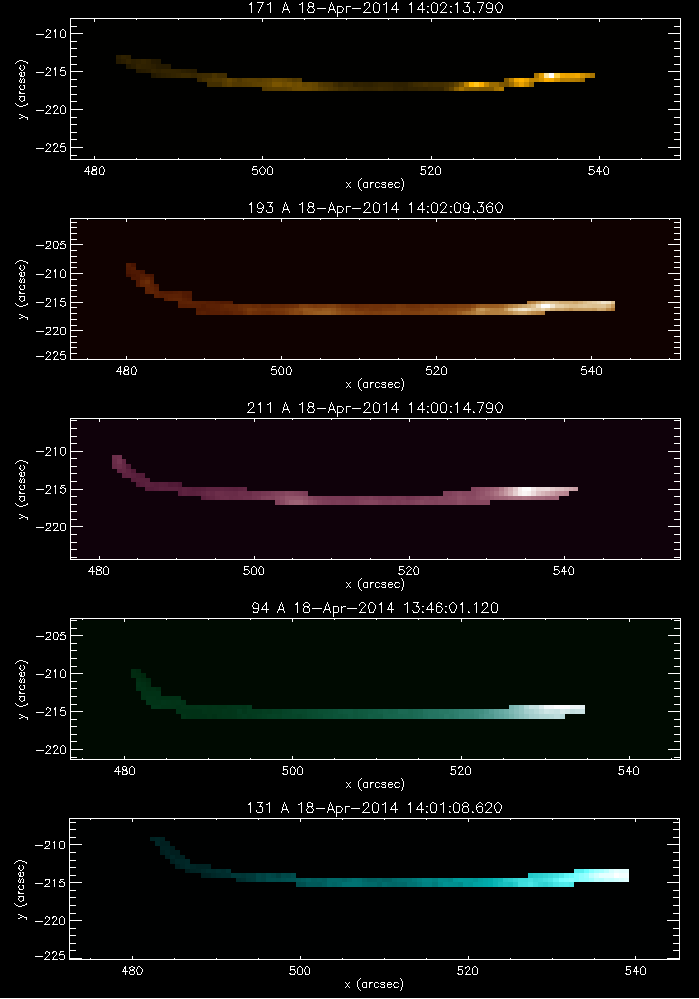 171 A 18-Apr-2014 14:02:13.790
-210
-215
-220
-225
y (arcsec)
480 500 520 540
x (arcsec)
193 A 18-Apr-2014 14:02:09.360
-205
-210
-215
-220
-225
y (arcsec)
480 500 520 540
x (arcsec)
211 A 18-Apr-2014 14:00:14.790
-210
-215
-220
y (arcsec)
480 500 520 540
x (arcsec)
94 A 18-Apr-2014 13:46:01.120
-205
-210
-215
-220
y (arcsec)
480 500 520 540
x (arcsec)
131 A 18-Apr-2014 14:01:08.620
-210
-215
-220
-225
y (arcsec)
480 500 520 540
x (arcsec)